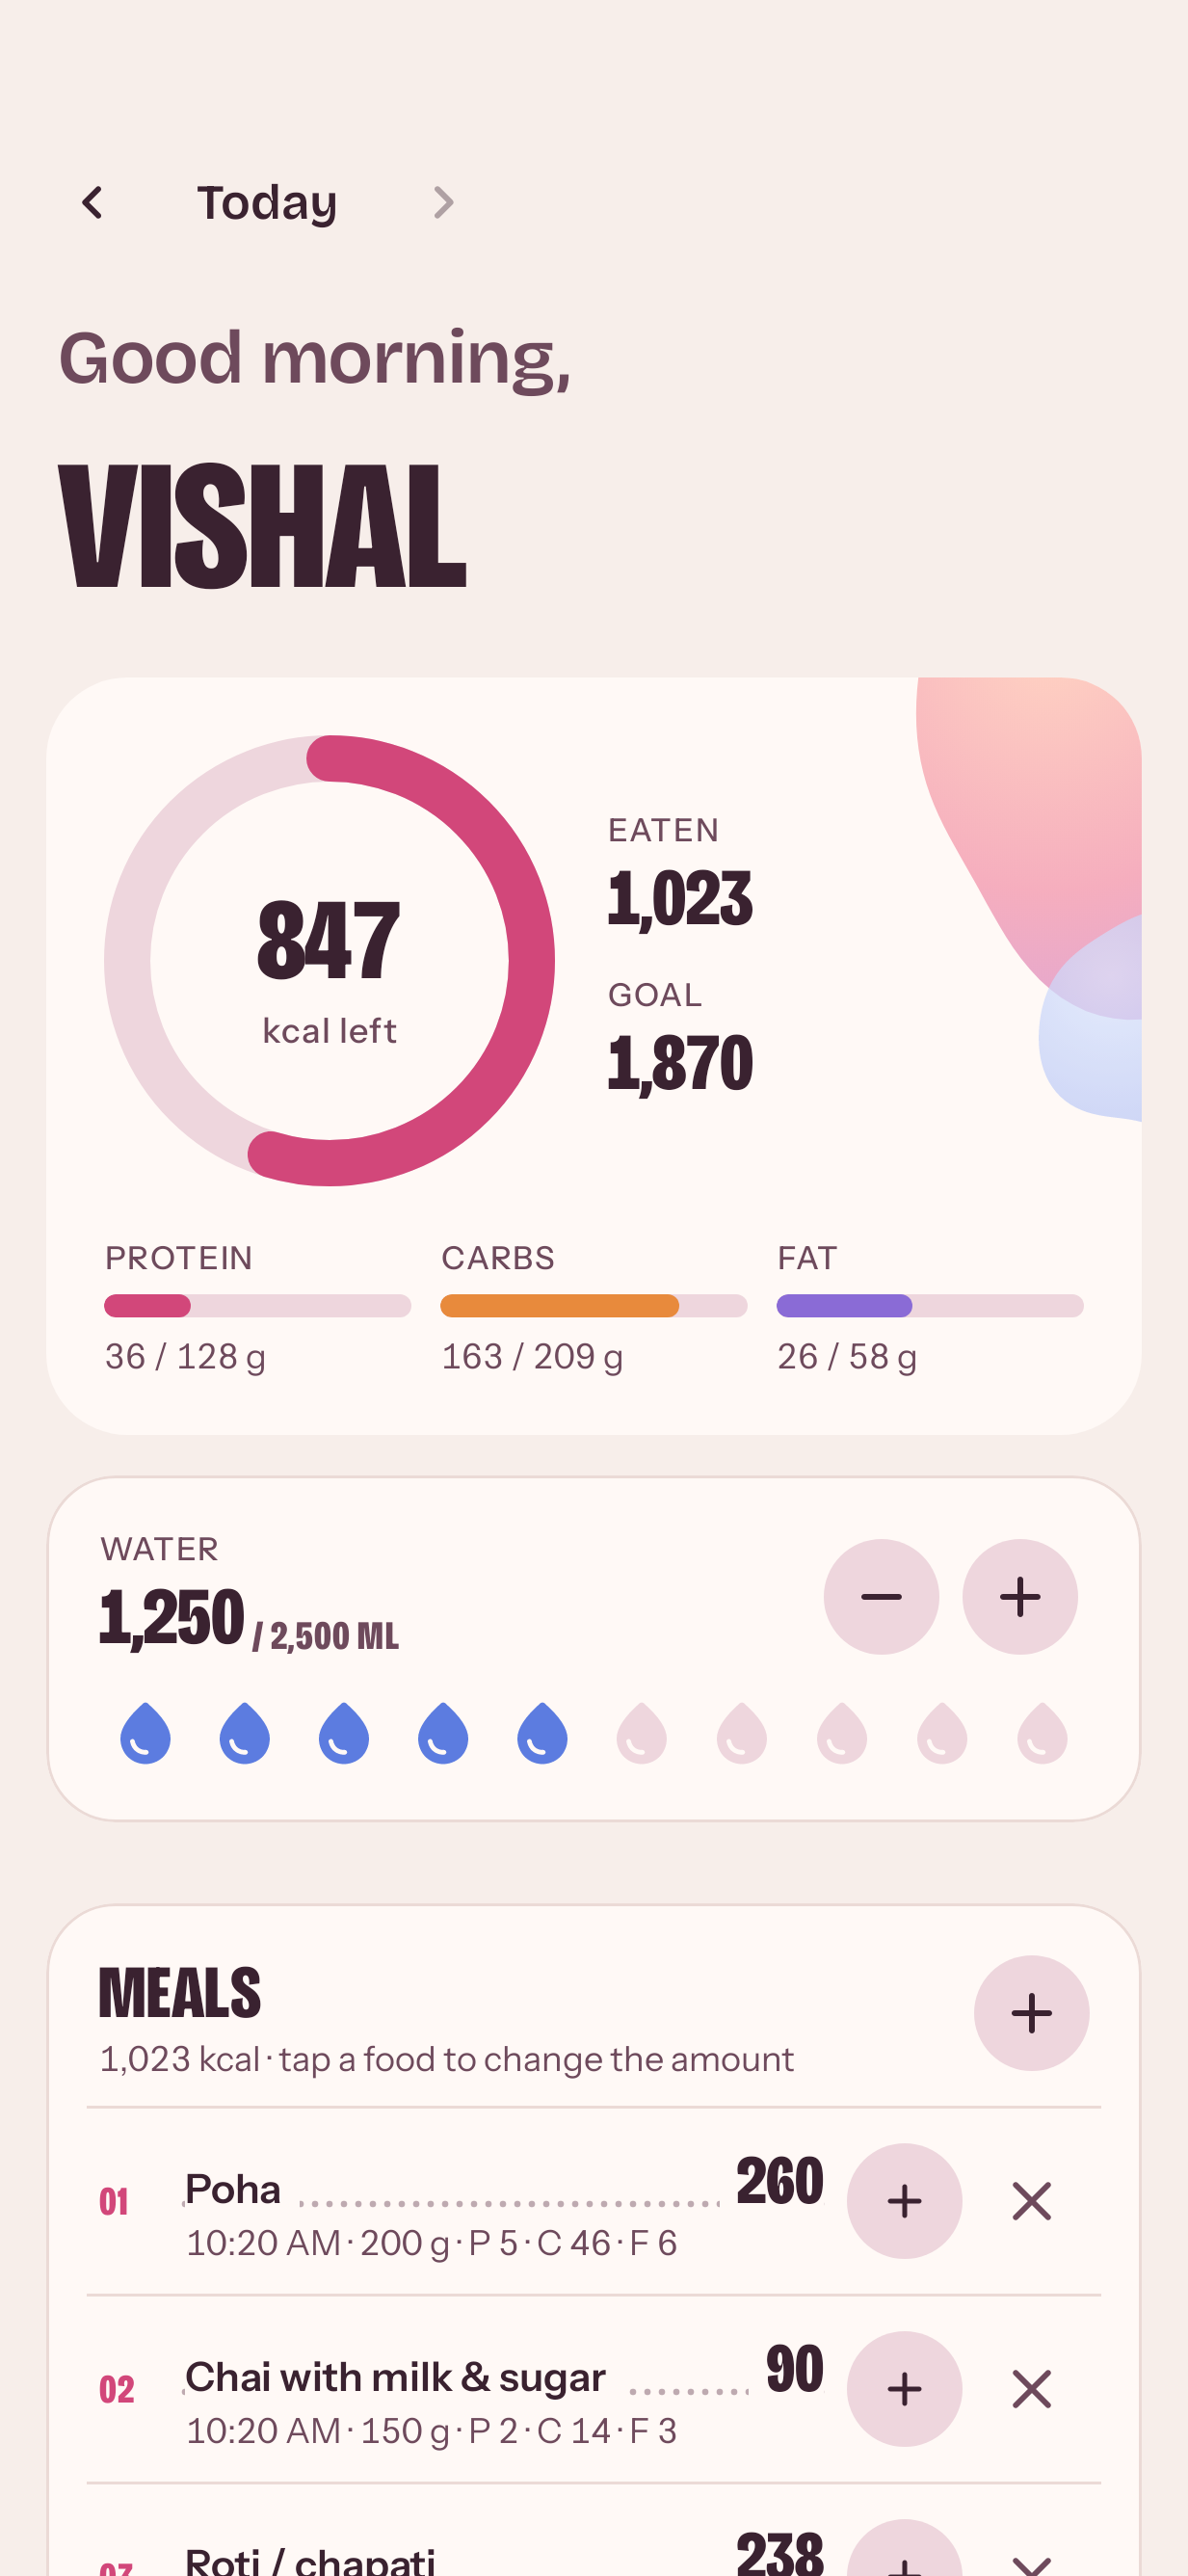 Today
Good morning,
VISHAL
847
kcal left
EATEN
1,023
GOAL
1,870
PROTEIN
36 / 128 g
CARBS
163 / 209 g
FAT
26 / 58 g
WATER
1,250 / 2,500 ML
MEALS
1,023 kcal · tap a food to change the amount
01 Poha 260
10:20 AM · 200 g · P 5 · C 46 · F 6
02 Chai with milk & sugar 90
10:20 AM · 150 g · P 2 · C 14 · F 3
03 Roti / chapati 238